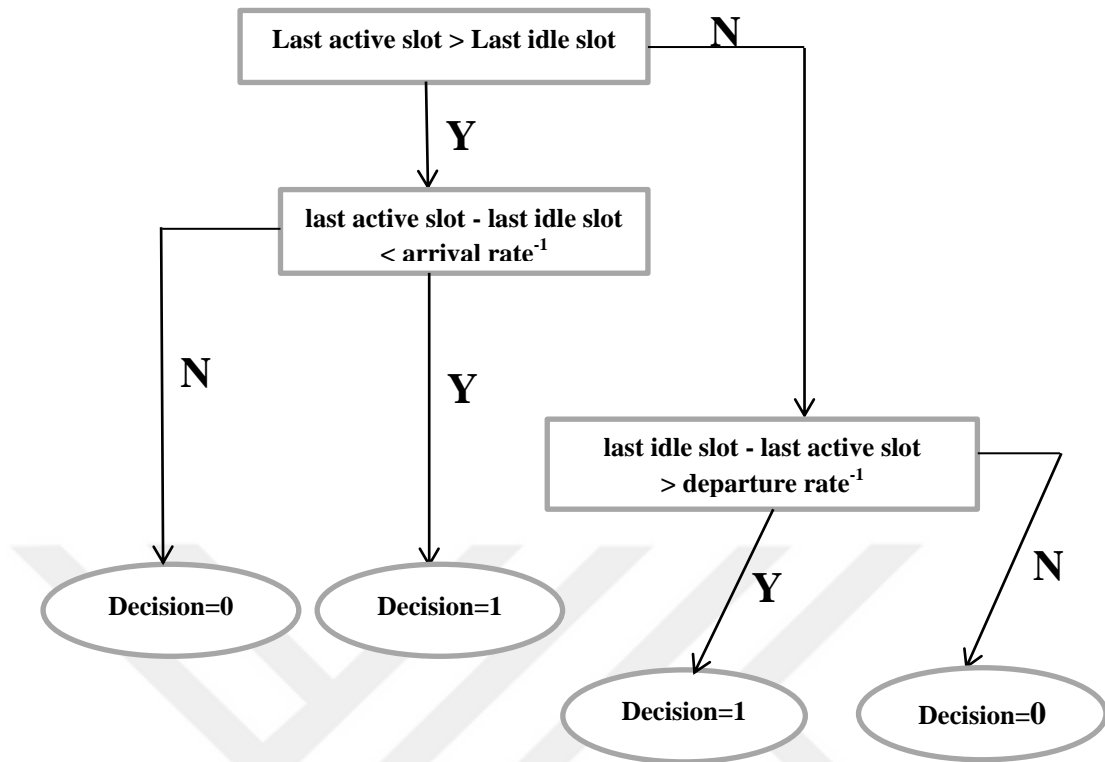 Last active slot > Last idle slot
N
Y
last active slot - last idle slot
< arrival rate⁻¹
N
Y
last idle slot - last active slot
> departure rate⁻¹
Y
N
Decision=0
Decision=1
Decision=1
Decision=0